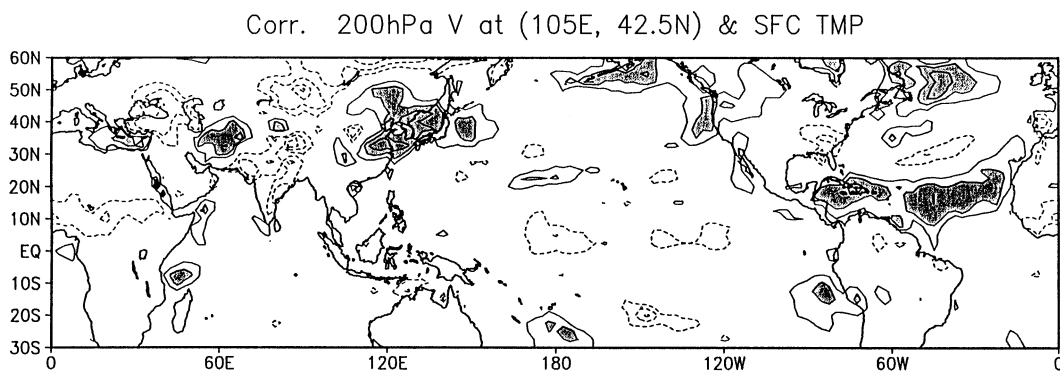 Corr. 200hPa V at (105E, 42.5N) & SFC TMP
60N
50N
40N
30N
20N
10N
EQ
10S
20S
30S
0 60E 120E 180 120W 60W 0